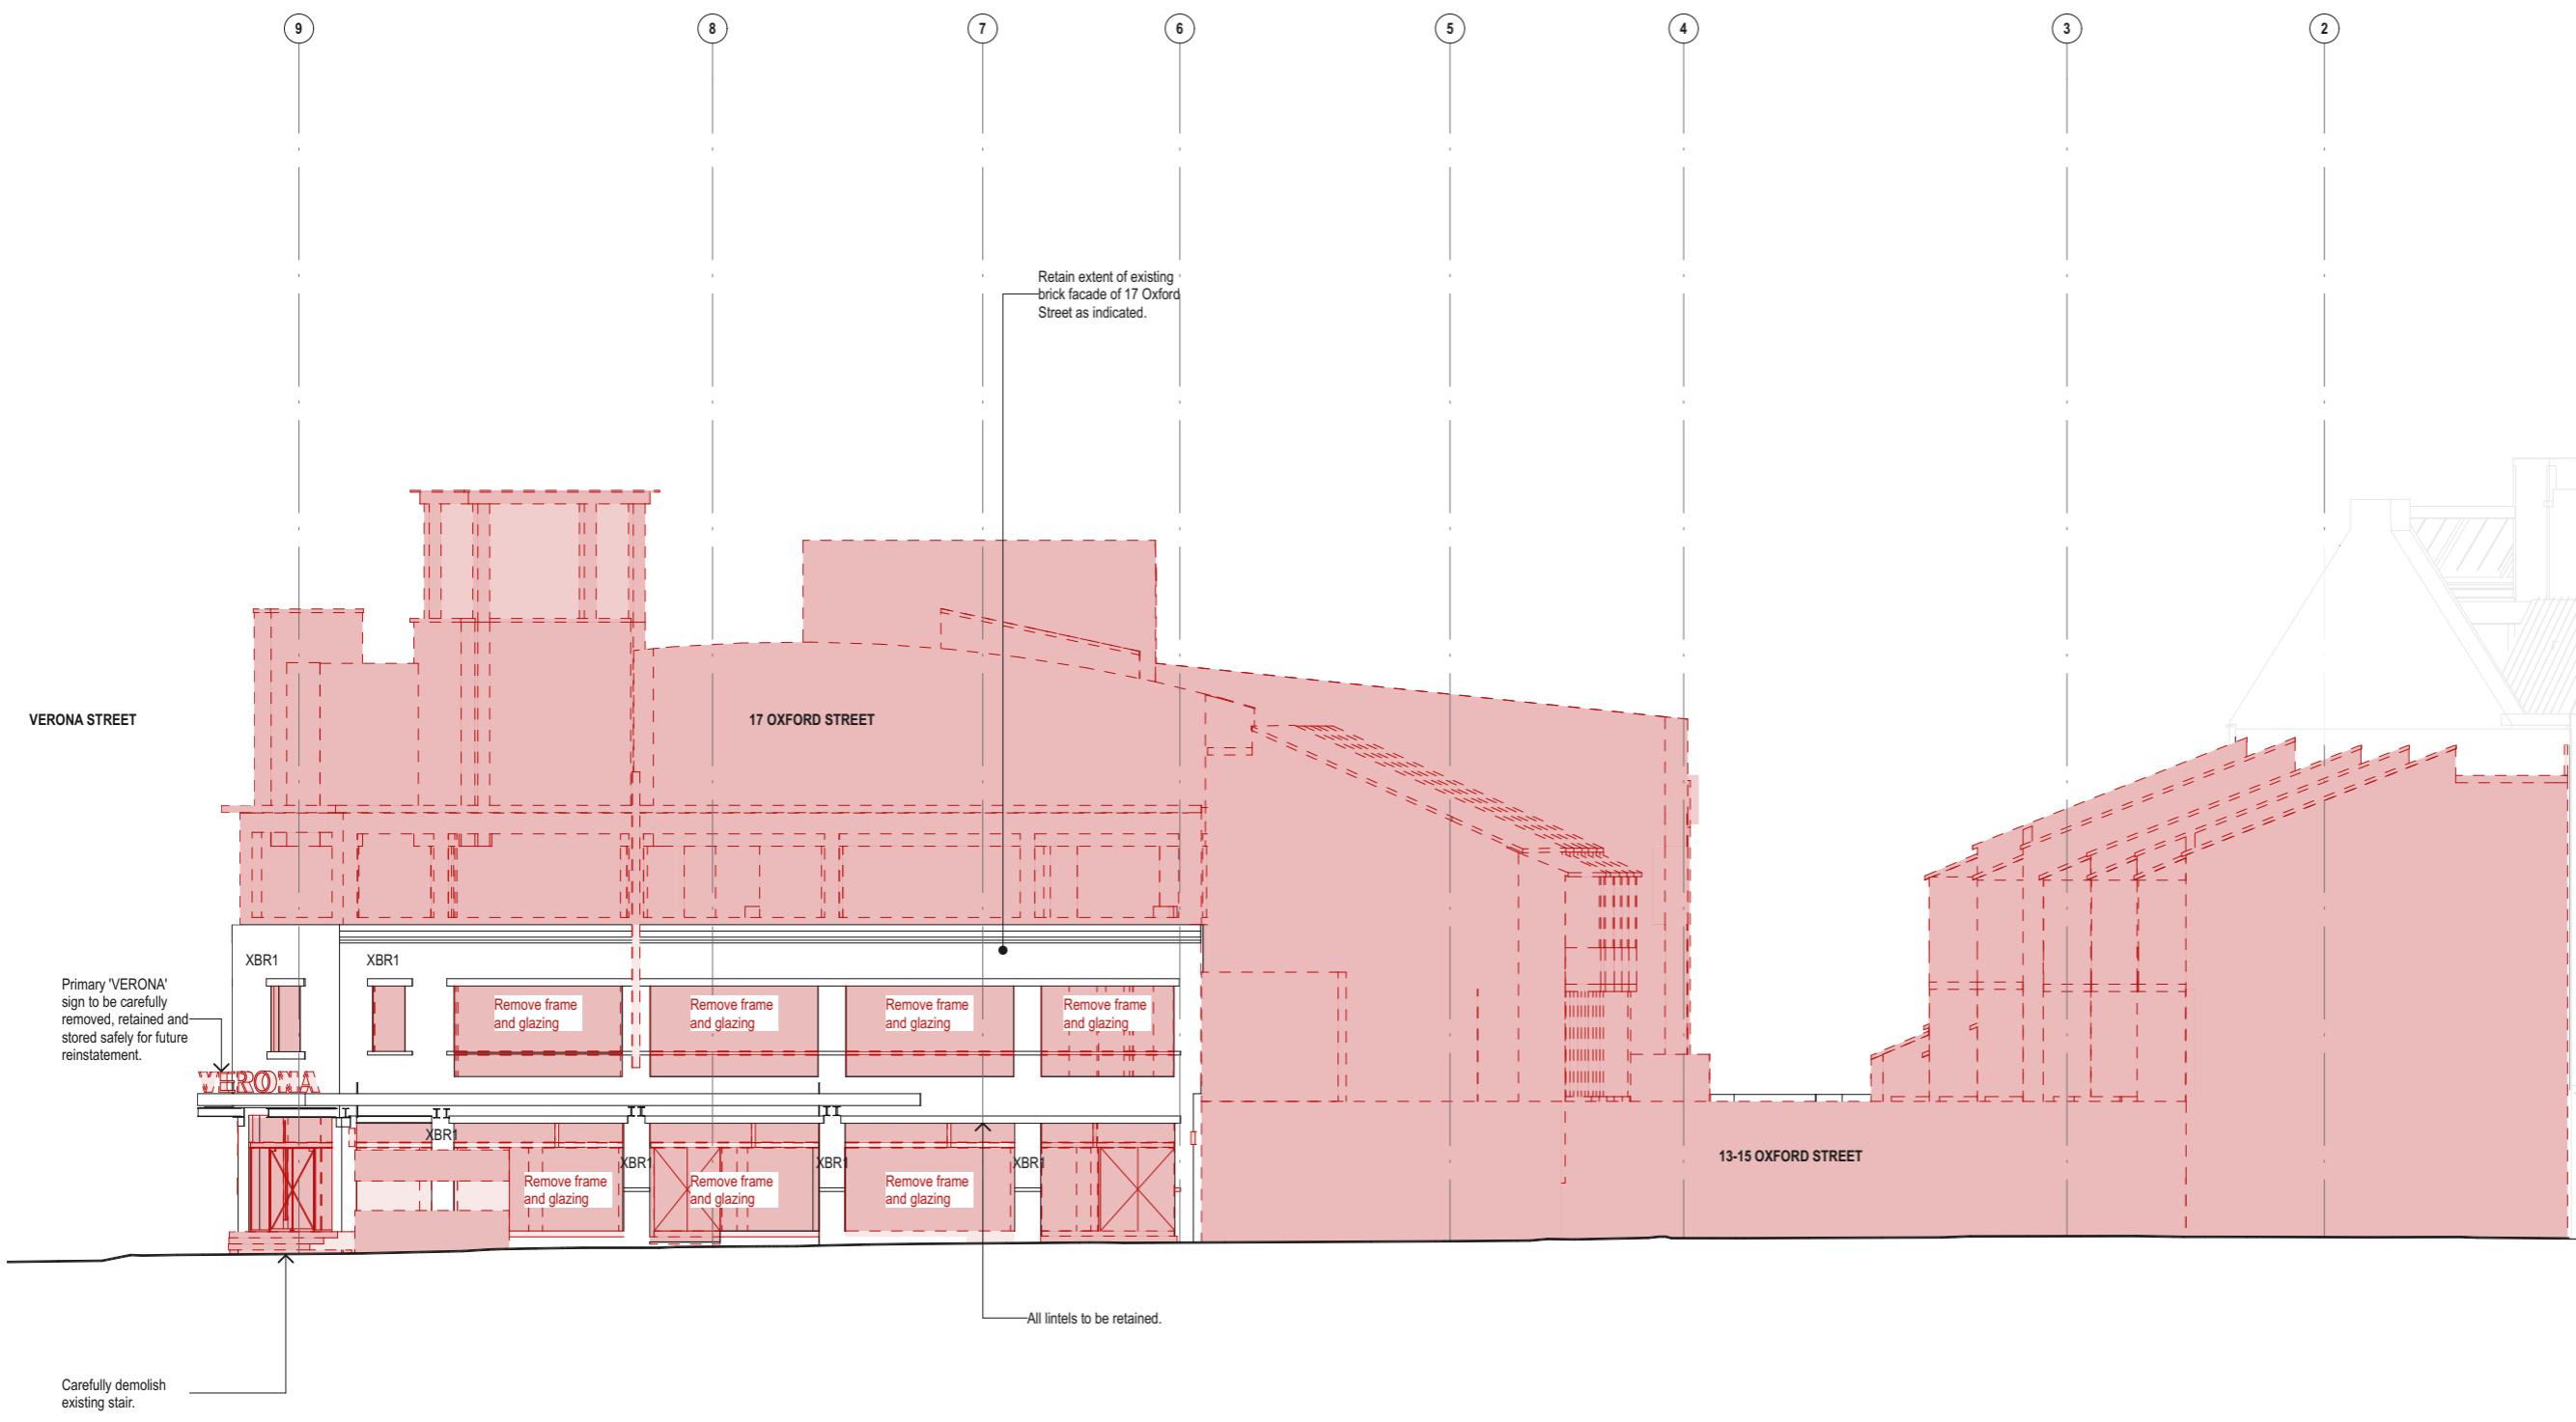 9
8
7
6
5
4
3
2
Retain extent of existing
brick facade of 17 Oxford
Street as indicated.
VERONA STREET
17 OXFORD STREET
XBR1
XBR1
Primary 'VERONA'
sign to be carefully
removed, retained and
stored safely for future
reinstatement.
Remove frame
and glazing
Remove frame
and glazing
Remove frame
and glazing
Remove frame
and glazing
VERONA
XBR1
XBR1
XBR1
XBR1
Remove frame
and glazing
Remove frame
and glazing
Remove frame
and glazing
13-15 OXFORD STREET
All lintels to be retained.
Carefully demolish
existing stair.